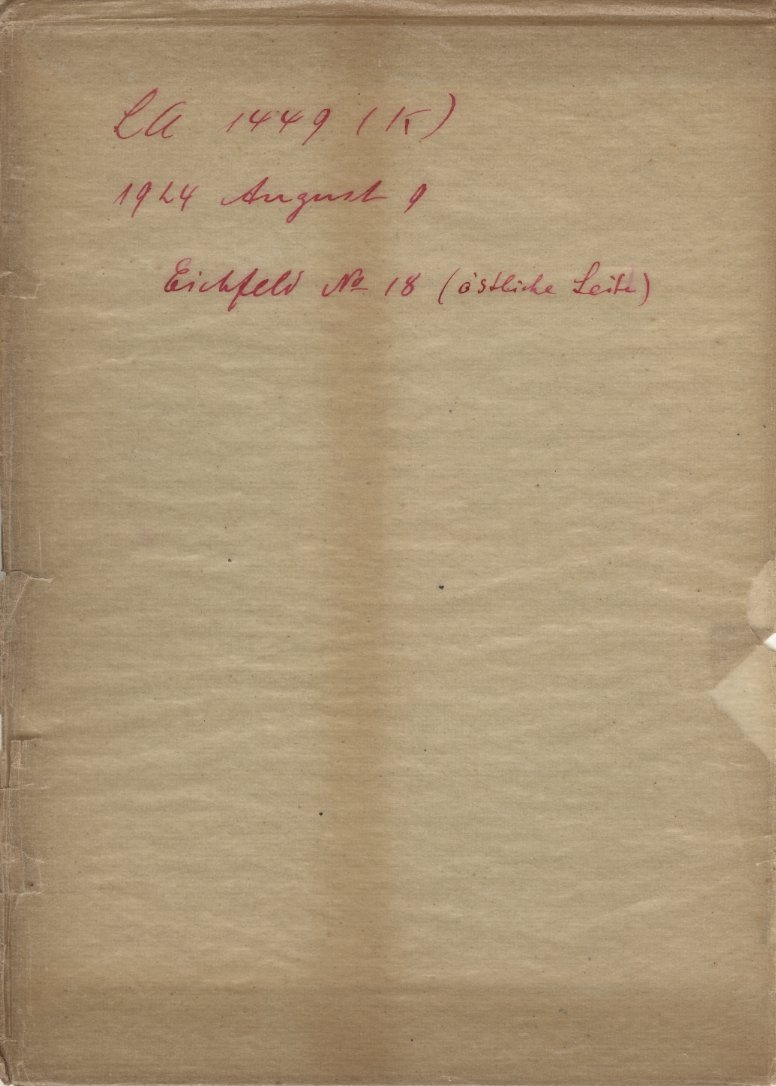 LA 1449 (K)
1924 August 9
Eichfeld No 18 (östliche Seite)